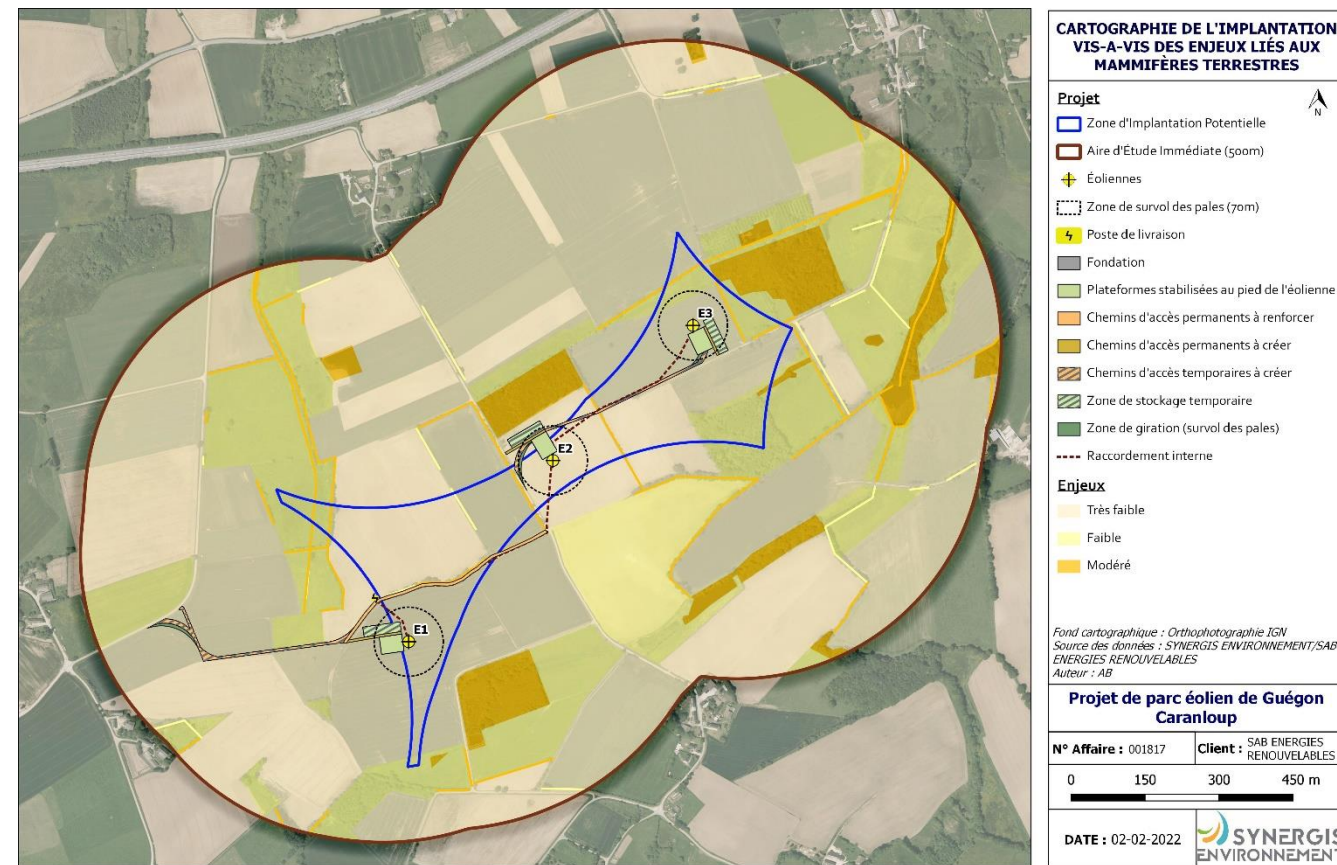 CARTOGRAPHIE DE L'IMPLANTATION
VIS-A-VIS DES ENJEUX LIÉS AUX
MAMMIFÈRES TERRESTRES
Projet
N
Zone d'Implantation Potentielle
Aire d'Étude Immédiate (500m)
Éoliennes
Zone de survol des pales (70m)
Poste de livraison
Fondation
Plateformes stabilisées au pied de l'éolienne
Chemins d'accès permanents à renforcer
Chemins d'accès permanents à créer
Chemins d'accès temporaires à créer
Zone de stockage temporaire
Zone de giration (survol des pales)
Raccordement interne
Enjeux
Très faible
Faible
Modéré
Fond cartographique : Orthophotographie IGN
Source des données : SYNERGIS ENVIRONNEMENT/SAB
ENERGIES RENOUVELABLES
Auteur : AB
Projet de parc éolien de Guégon
Caranloup
N° Affaire : 001817
Client : SAB ENERGIES
RENOUVELABLES
0 150 300 450 m
DATE : 02-02-2022
SYNERGIS
ENVIRONNEMENT
E3
E2
E1